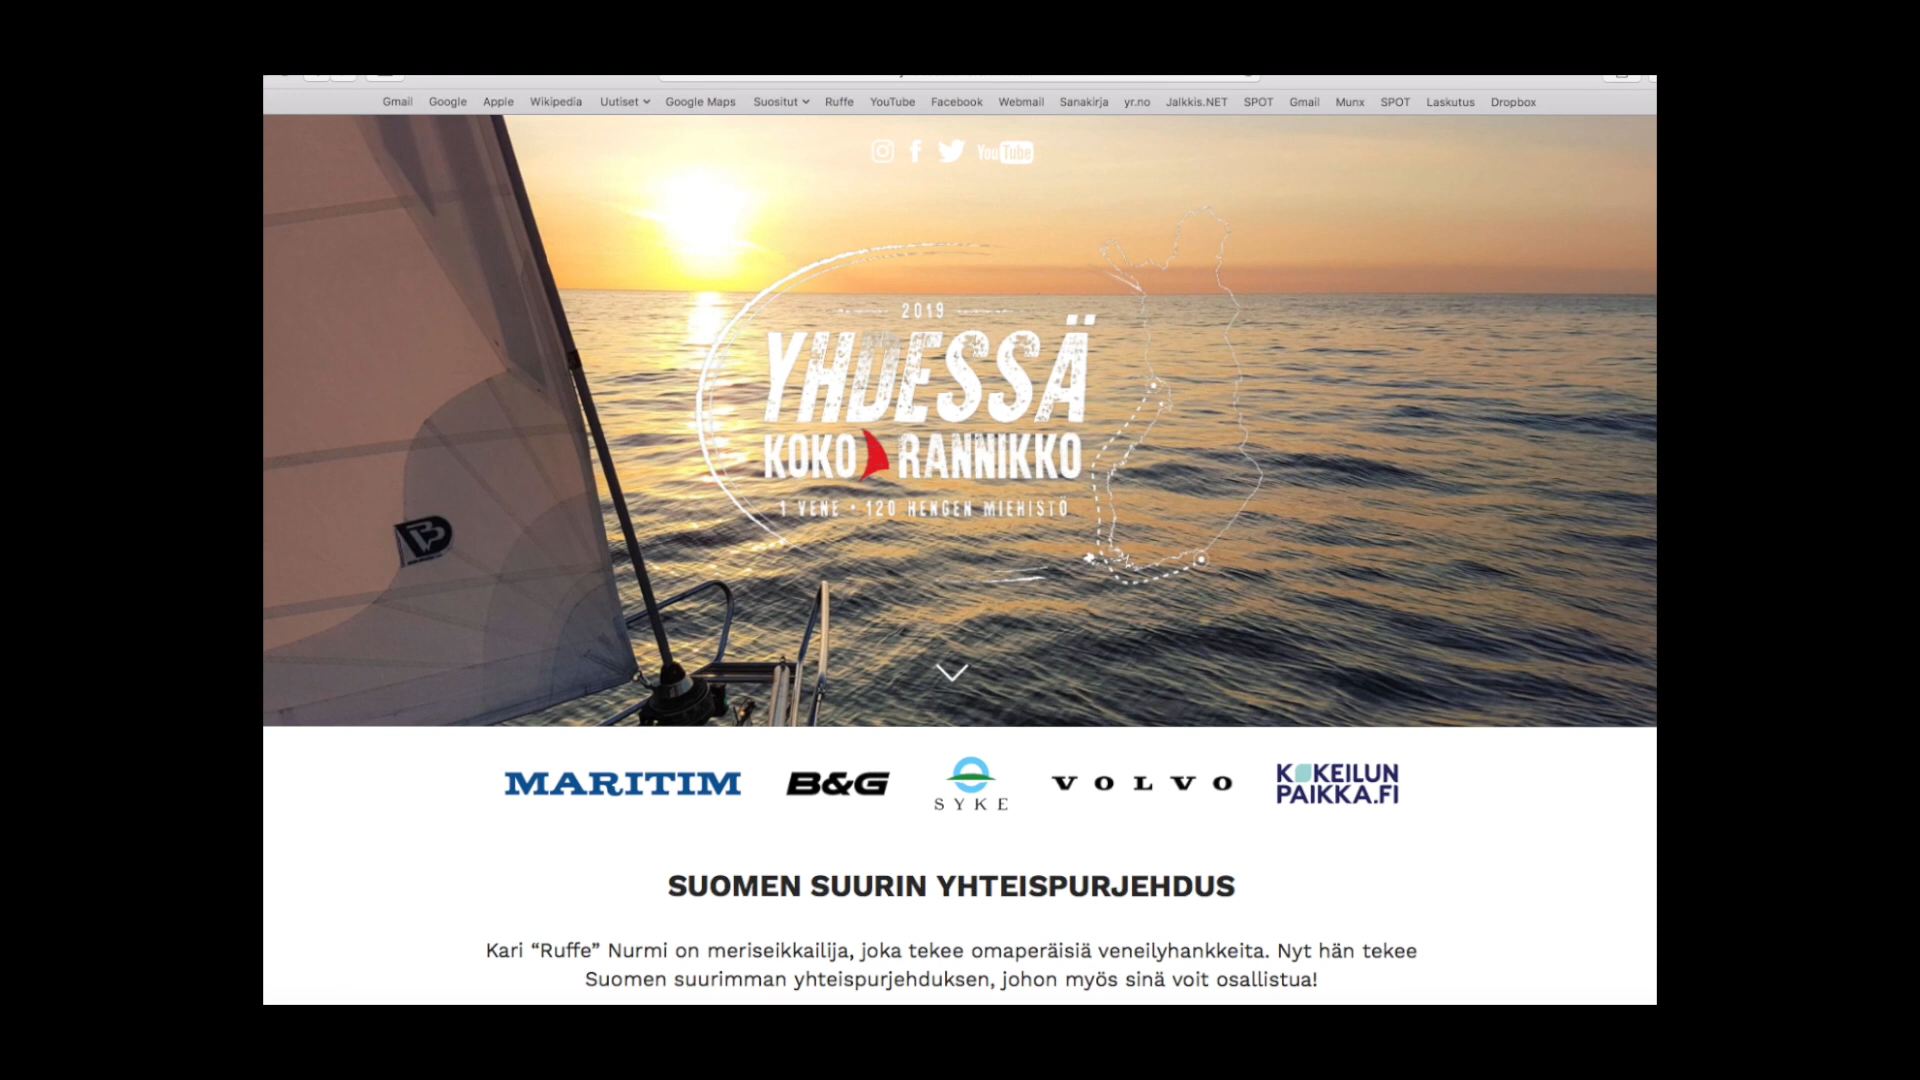 Gmail Google Apple Wikipedia Uutiset Google Maps Suositut Ruffe YouTube Facebook Webmail Sanakirja yr.no Jalkkis.NET SPOT Gmail Munx SPOT Laskutus Dropbox
YouTube
2019
YHDESSÄ
KOKO RANNIKKO
1 VENE • 120 HENGEN MIEHISTÖ
MARITIM B&G SYKE VOLVO KOKEILUN
PAIKKA.FI
SUOMEN SUURIN YHTEISPURJEHDUS
Kari “Ruffe” Nurmi on meriseikkailija, joka tekee omaperäisiä veneilyhankkeita. Nyt hän tekee
Suomen suurimman yhteispurjehduksen, johon myös sinä voit osallistua!